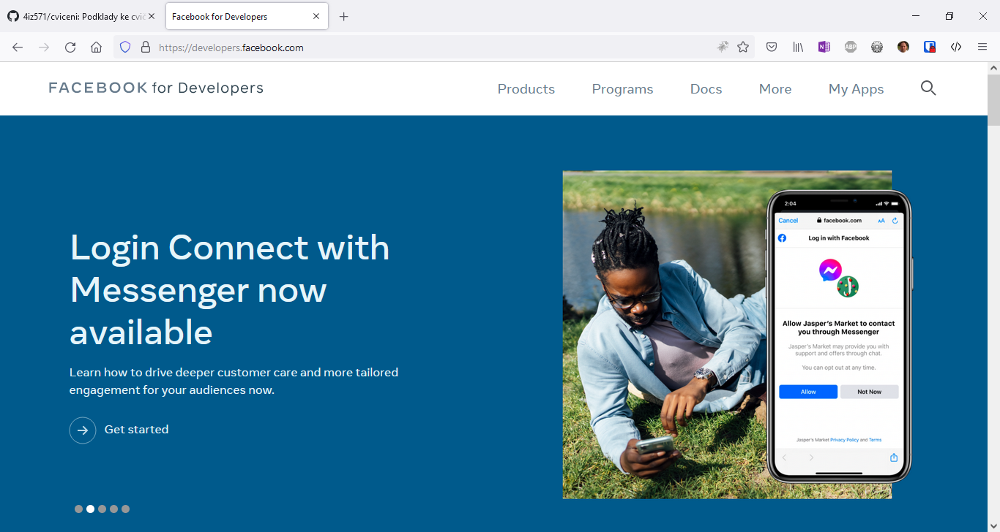 4iz571/cviceni: Podklady ke cvič
Facebook for Developers
https://developers.facebook.com
N
ABP
FACEBOOK for Developers
Products
Programs
Docs
More
My Apps
Login Connect with
Messenger now
available
Learn how to drive deeper customer care and more tailored
engagement for your audiences now.
Get started
2:04
Cancel
facebook.com
AA
Log in with Facebook
Allow Jasper's Market to contact
you through Messenger
Jasper's Market may provide you with
support and offers through chat.
You can opt out at any time.
Allow
Not Now
Jasper's Market Privacy Policy and Terms